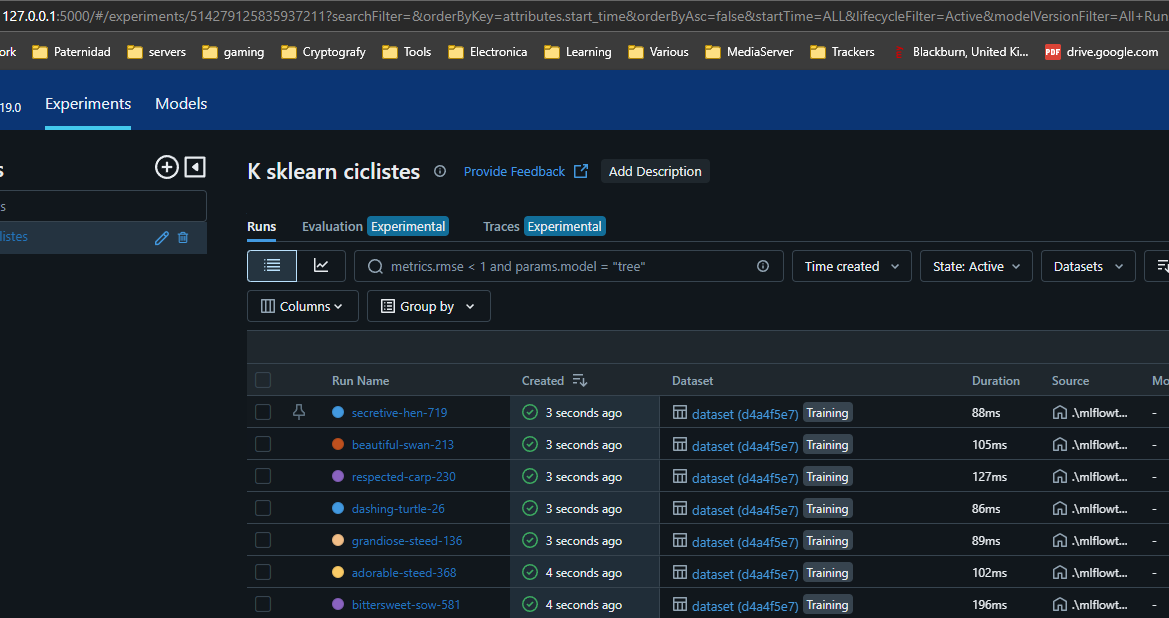 127.0.0.1:5000/#/experiments/514279125835937211?searchFilter=&orderByKey=attributes.start_time&orderByAsc=false&startTime=ALL&lifecycleFilter=Active&modelVersionFilter=All+Run
ork Paternidad servers gaming Cryptografy Tools Electronica Learning Various MediaServer Trackers Blackburn, United Ki... PDF drive.google.com
19.0 Experiments Models
s K sklearn ciclistes Provide Feedback Add Description
s
listes
Runs Evaluation Experimental Traces Experimental
metrics.rmse < 1 and params.model = "tree" Time created State: Active Datasets
Columns Group by
Run Name Created Dataset Duration Source Mo
secretive-hen-719 3 seconds ago dataset (d4a4f5e7) Training 88ms .\mlflowt... -
beautiful-swan-213 3 seconds ago dataset (d4a4f5e7) Training 105ms .\mlflowt... -
respected-carp-230 3 seconds ago dataset (d4a4f5e7) Training 127ms .\mlflowt... -
dashing-turtle-26 3 seconds ago dataset (d4a4f5e7) Training 86ms .\mlflowt... -
grandiose-steed-136 3 seconds ago dataset (d4a4f5e7) Training 89ms .\mlflowt... -
adorable-steed-368 4 seconds ago dataset (d4a4f5e7) Training 102ms .\mlflowt... -
bittersweet-sow-581 4 seconds ago dataset (d4a4f5e7) Training 196ms .\mlflowt... -